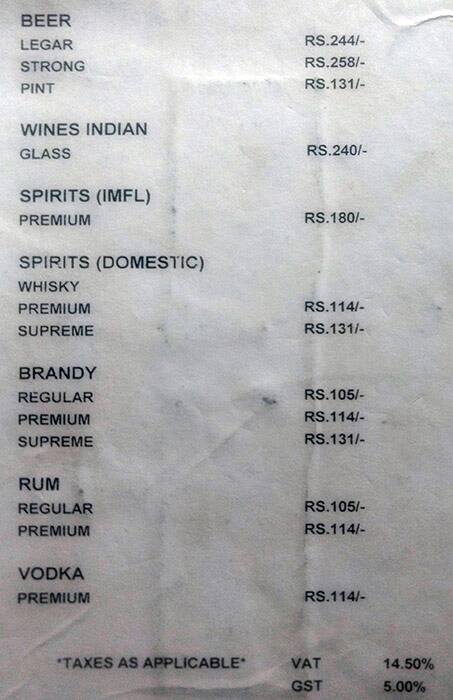 BEER
LEGAR RS.244/-
STRONG RS.258/-
PINT RS.131/-
WINES INDIAN
GLASS RS.240/-
SPIRITS (IMFL)
PREMIUM RS.180/-
SPIRITS (DOMESTIC)
WHISKY
PREMIUM RS.114/-
SUPREME RS.131/-
BRANDY
REGULAR RS.105/-
PREMIUM RS.114/-
SUPREME RS.131/-
RUM
REGULAR RS.105/-
PREMIUM RS.114/-
VODKA
PREMIUM RS.114/-
*TAXES AS APPLICABLE* VAT 14.50%
GST 5.00%